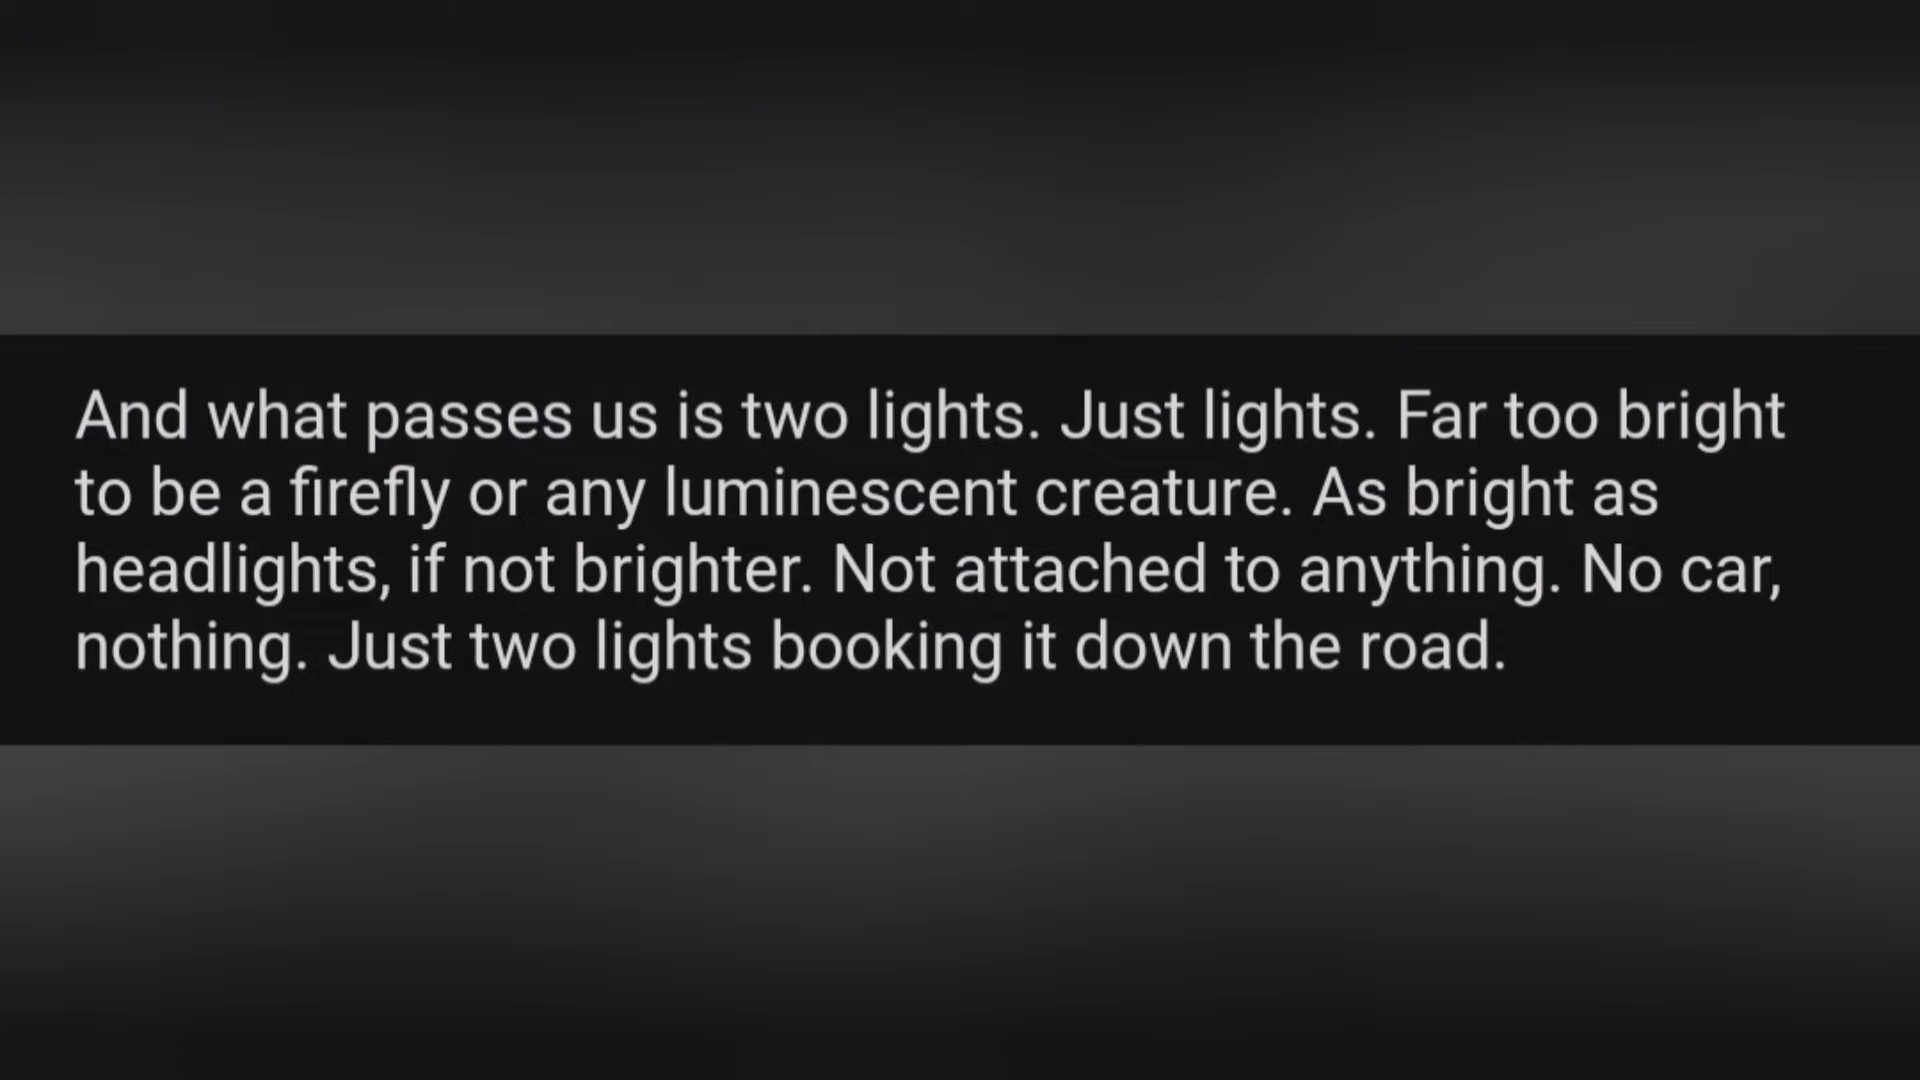 And what passes us is two lights. Just lights. Far too bright
to be a firefly or any luminescent creature. As bright as
headlights, if not brighter. Not attached to anything. No car,
nothing. Just two lights booking it down the road.